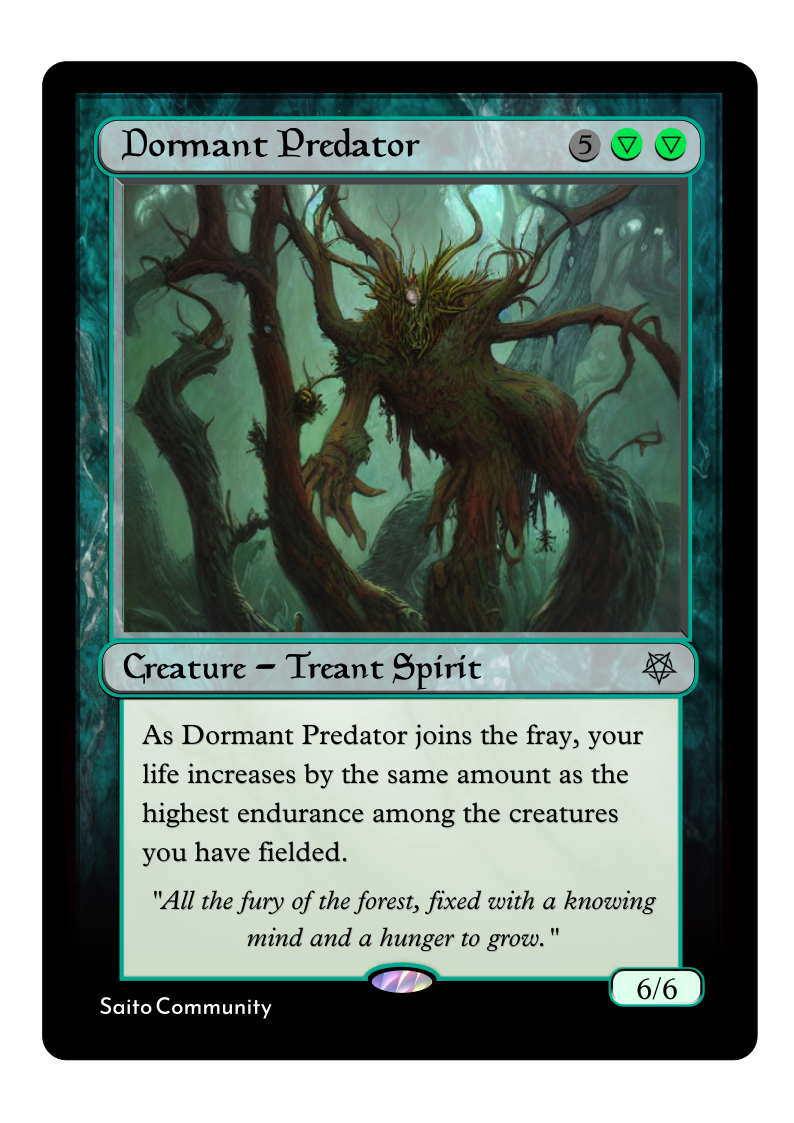 Dormant Predator 5
Creature – Treant Spirit
As Dormant Predator joins the fray, your
life increases by the same amount as the
highest endurance among the creatures
you have fielded.
"All the fury of the forest, fixed with a knowing
mind and a hunger to grow."
6/6
Saito Community